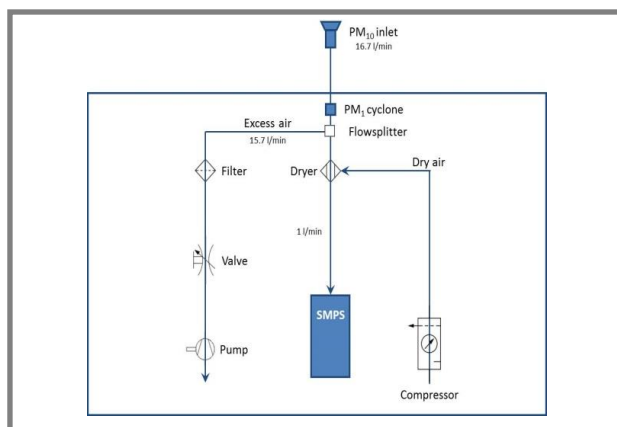 PM10 inlet
16.7 l/min
PM1 cyclone
Excess air
Flowsplitter
15.7 l/min
Dry air
Filter
Dryer
1 l/min
Valve
SMPS
Pump
Compressor